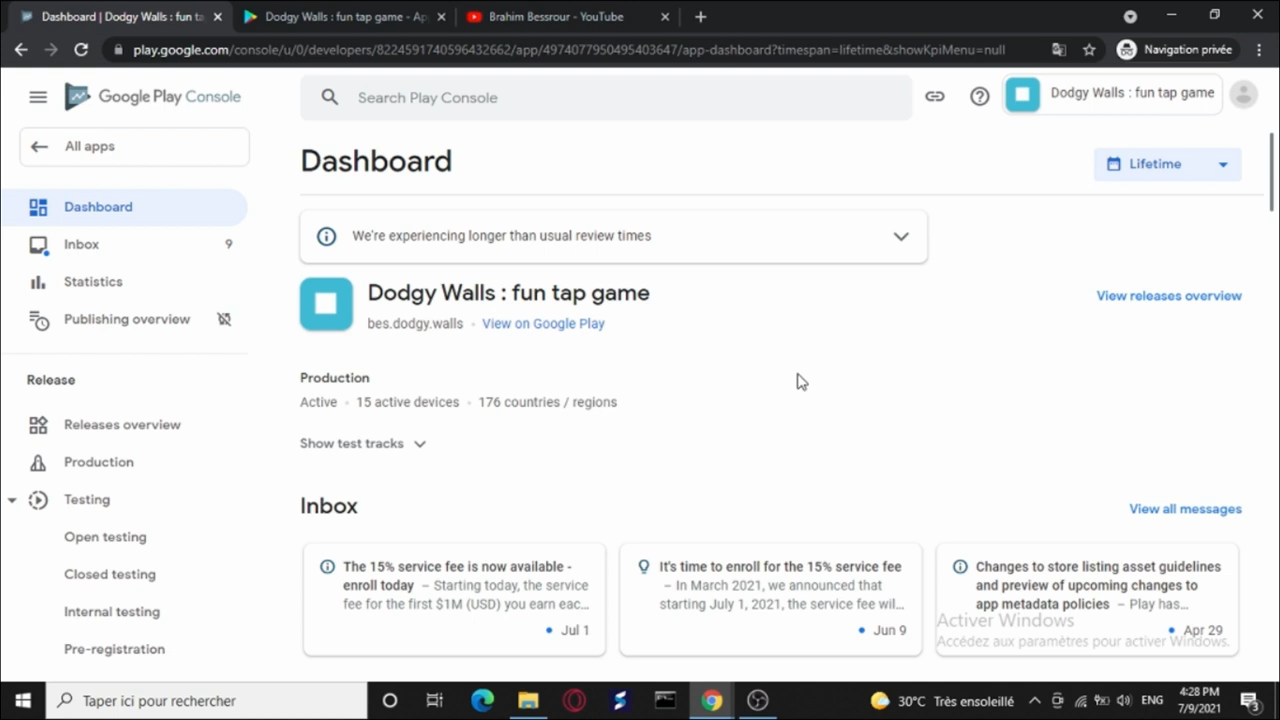 Dashboard | Dodgy Walls : fun ta
Dodgy Walls : fun tap game - Ap
Brahim Bessrour - YouTube
play.google.com/console/u/0/developers/8224591740596432662/app/4974077950495403647/app-dashboard?timespan=lifetime&showKpiMenu=null
Navigation privée
Google Play Console
Search Play Console
Dodgy Walls : fun tap game
All apps
Dashboard
Lifetime
Dashboard
Inbox 9
Statistics
Publishing overview
Release
Releases overview
Production
Testing
Open testing
Closed testing
Internal testing
Pre-registration
We're experiencing longer than usual review times
Dodgy Walls : fun tap game
bes.dodgy.walls • View on Google Play
View releases overview
Production
Active • 15 active devices • 176 countries / regions
Show test tracks
Inbox
View all messages
The 15% service fee is now available -
enroll today – Starting today, the service
fee for the first $1M (USD) you earn eac...
Jul 1
It's time to enroll for the 15% service fee
– In March 2021, we announced that
starting July 1, 2021, the service fee wil...
Jun 9
Changes to store listing asset guidelines
and preview of upcoming changes to
app metadata policies – Play has...
Apr 29
Activer Windows
Accédez aux paramètres pour activer Windows.
Taper ici pour rechercher
30°C Très ensoleillé
ENG
4:28 PM
7/9/2021
3